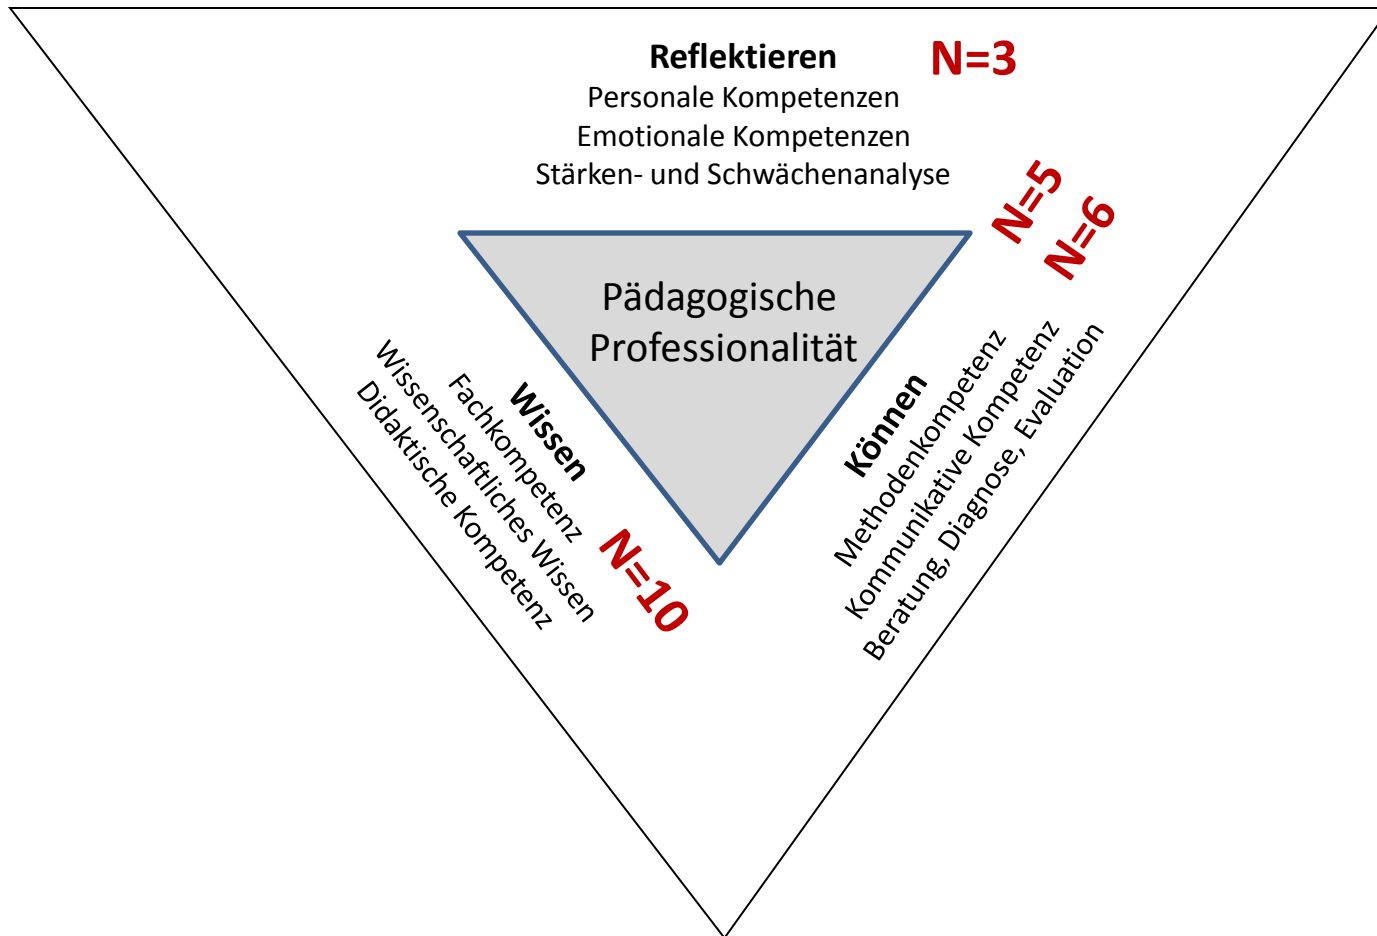 Reflektieren
N=3
Personale Kompetenzen
Emotionale Kompetenzen
Stärken- und Schwächenanalyse
N=5
N=6
Pädagogische
Professionalität
Wissen
Fachkompetenz
Wissenschaftliches Wissen
Didaktische Kompetenz
N=10
Können
Methodenkompetenz
Kommunikative Kompetenz
Beratung, Diagnose, Evaluation